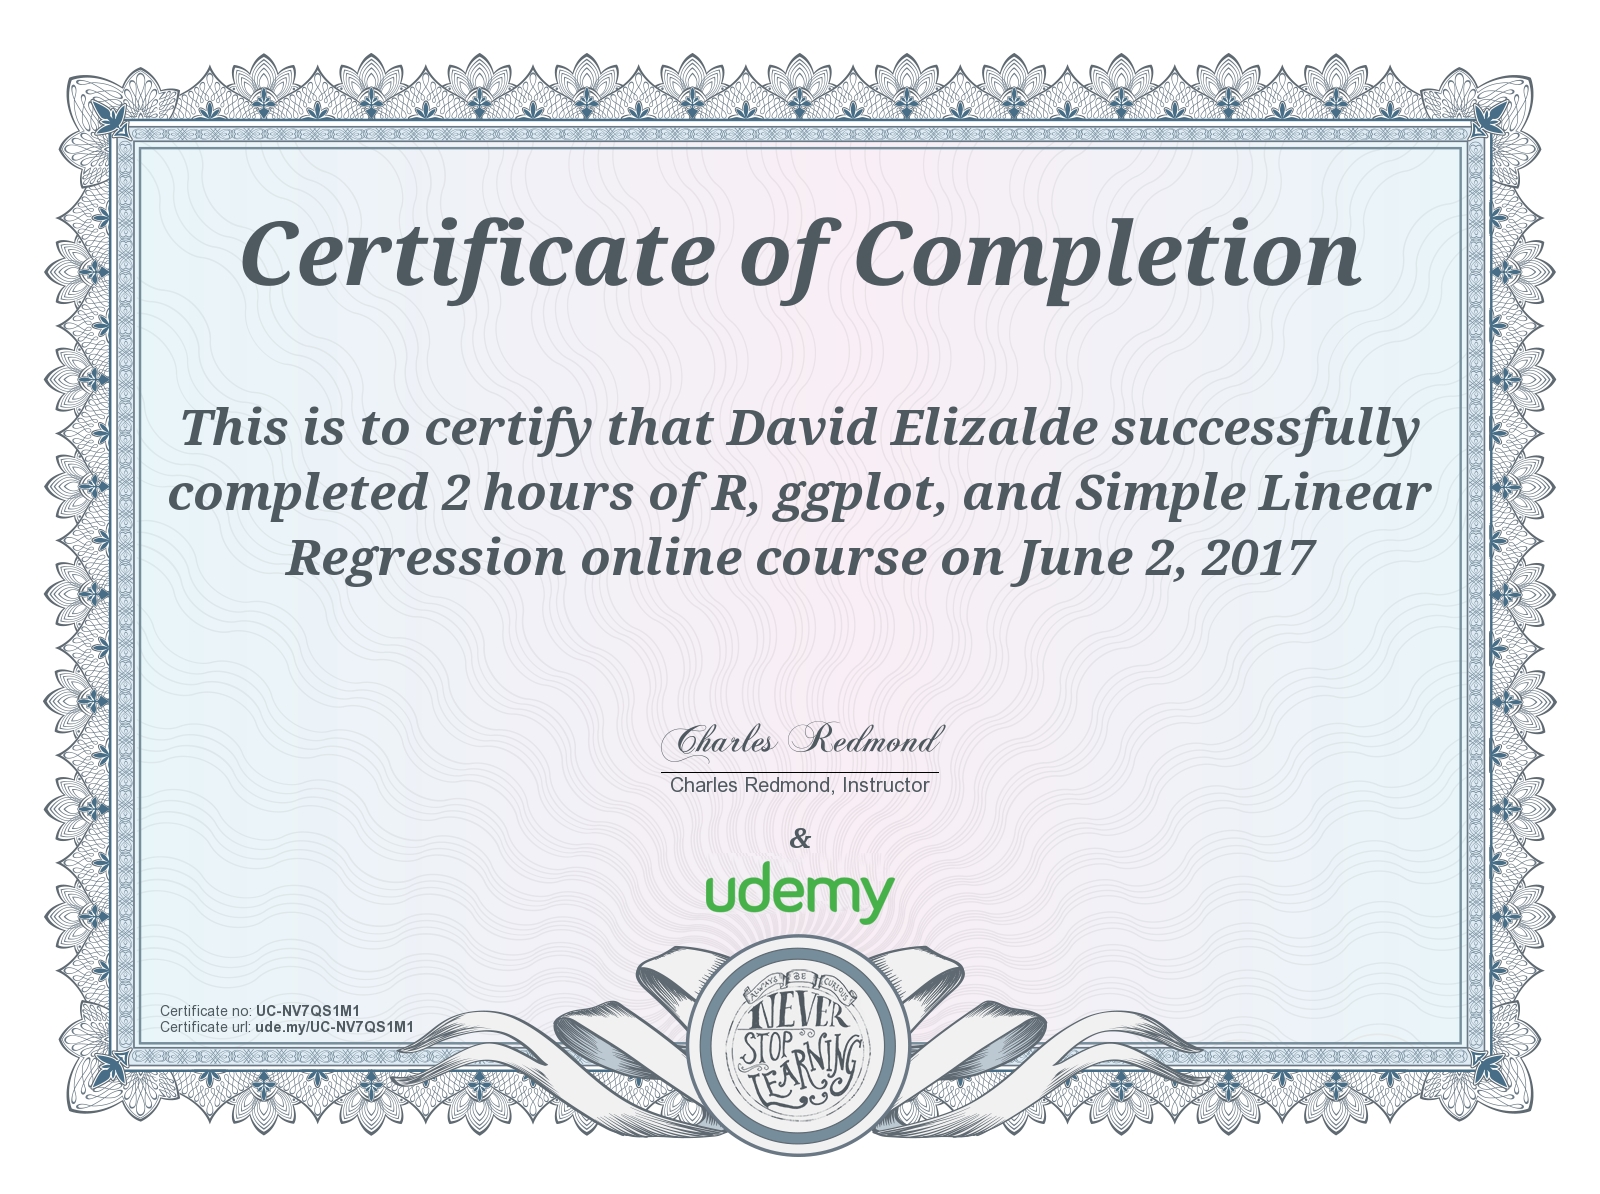 Certificate of Completion
This is to certify that David Elizalde successfully
completed 2 hours of R, ggplot, and Simple Linear
Regression online course on June 2, 2017
Charles Redmond
Charles Redmond, Instructor
&
udemy
Certificate no: UC-NV7QS1M1
Certificate url: ude.my/UC-NV7QS1M1
ALWAYS BE CURIOUS
NEVER
STOP
LEARNING